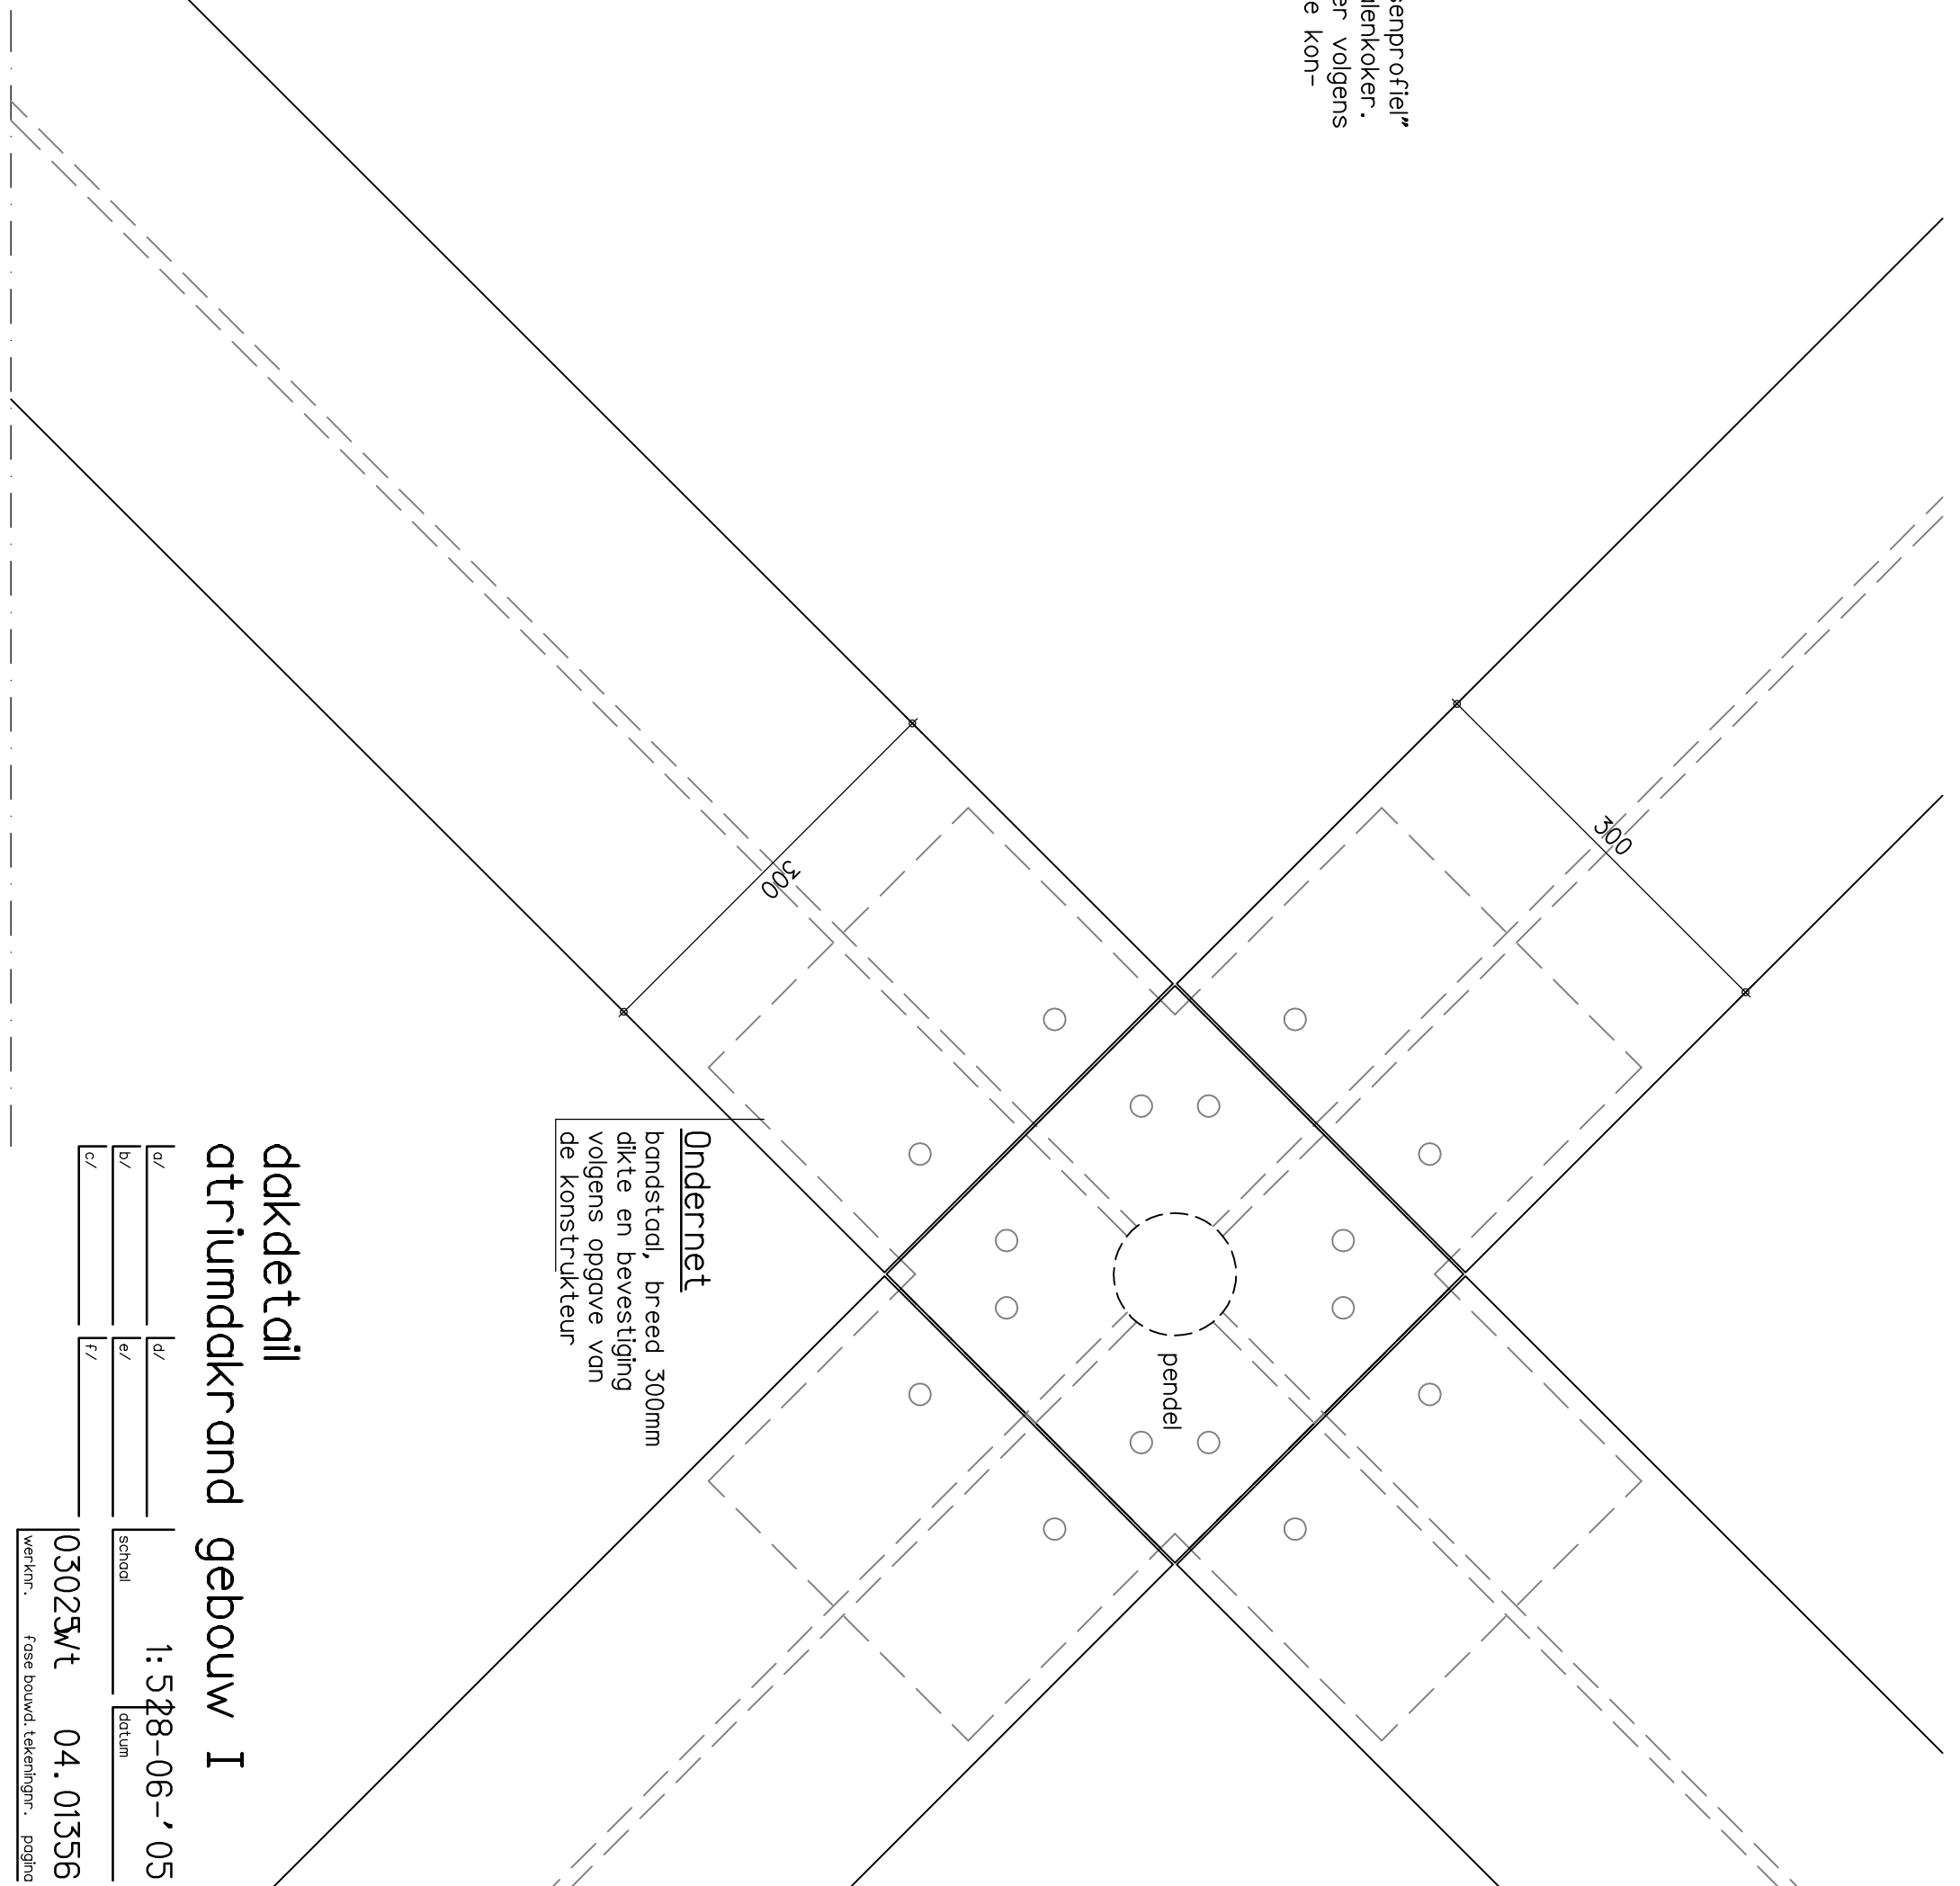 senprofiel”
lenkoker.
er volgens
e kon-
300
300
pendel
Ondernet
bandstaal, breed 300mm
dikte en bevestiging
volgens opgave van
de konstrukteur
dakdetail
atriumdakrand gebouw I
a/
b/
c/
d/
e/
f/
1:5
28-06-'05
schaal
datum
03025
w/t
04.01
356
werknr. fase bouwd. tekeningnr. pagina